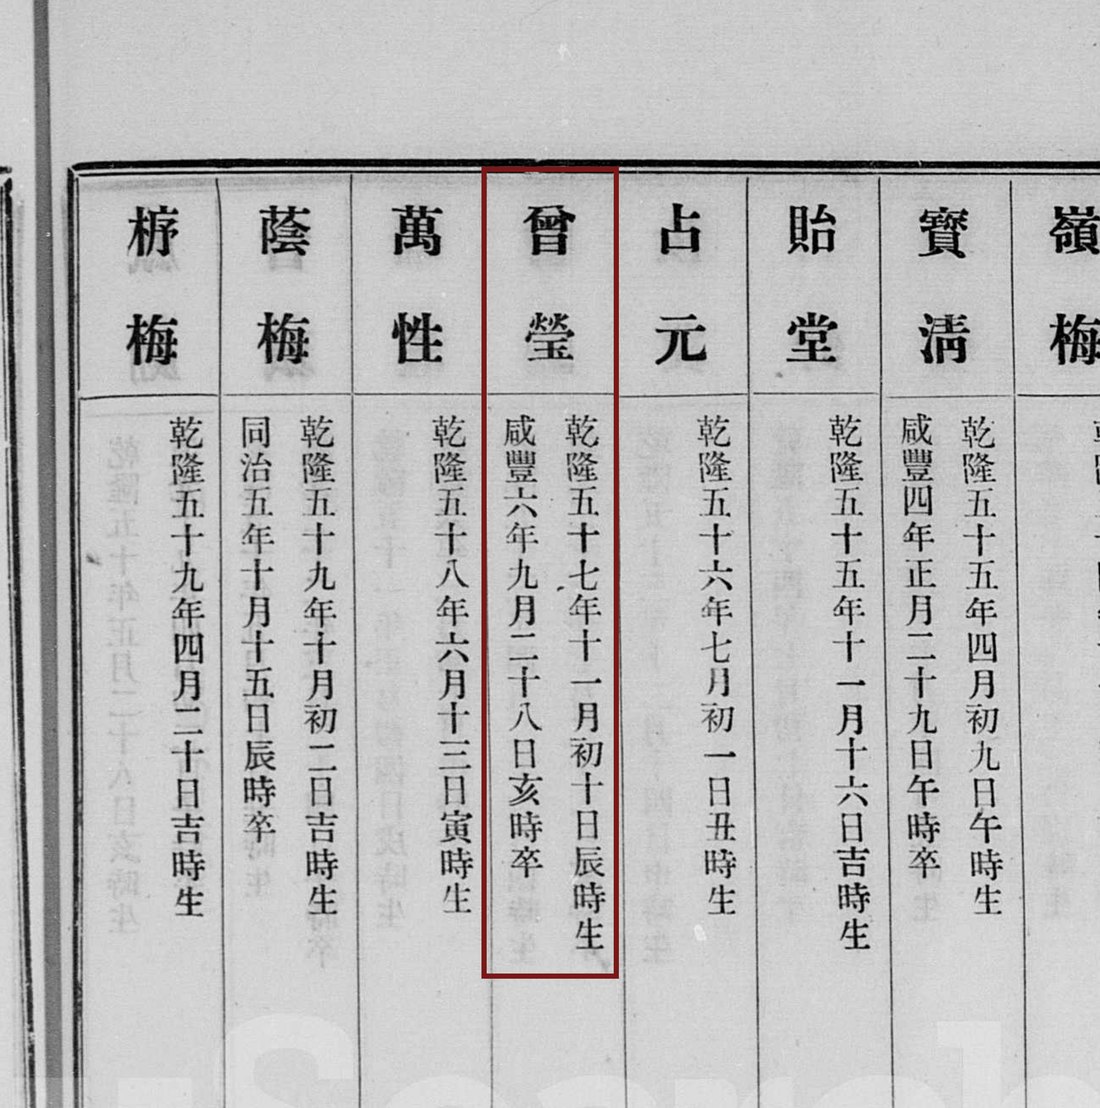 嶺梅
寶淸
乾隆五十五年四月初九日午時生
咸豐四年正月二十九日午時卒
貽堂
乾隆五十五年十一月十六日吉時生
占元
乾隆五十六年七月初一日丑時生
曾瑩
乾隆五十七年十一月初十日辰時生
咸豐六年九月二十八日亥時卒
萬性
乾隆五十八年六月十三日寅時生
蔭梅
乾隆五十九年十月初二日吉時生
同治五年十月十五日辰時卒
梅
乾隆五十九年四月二十日吉時生